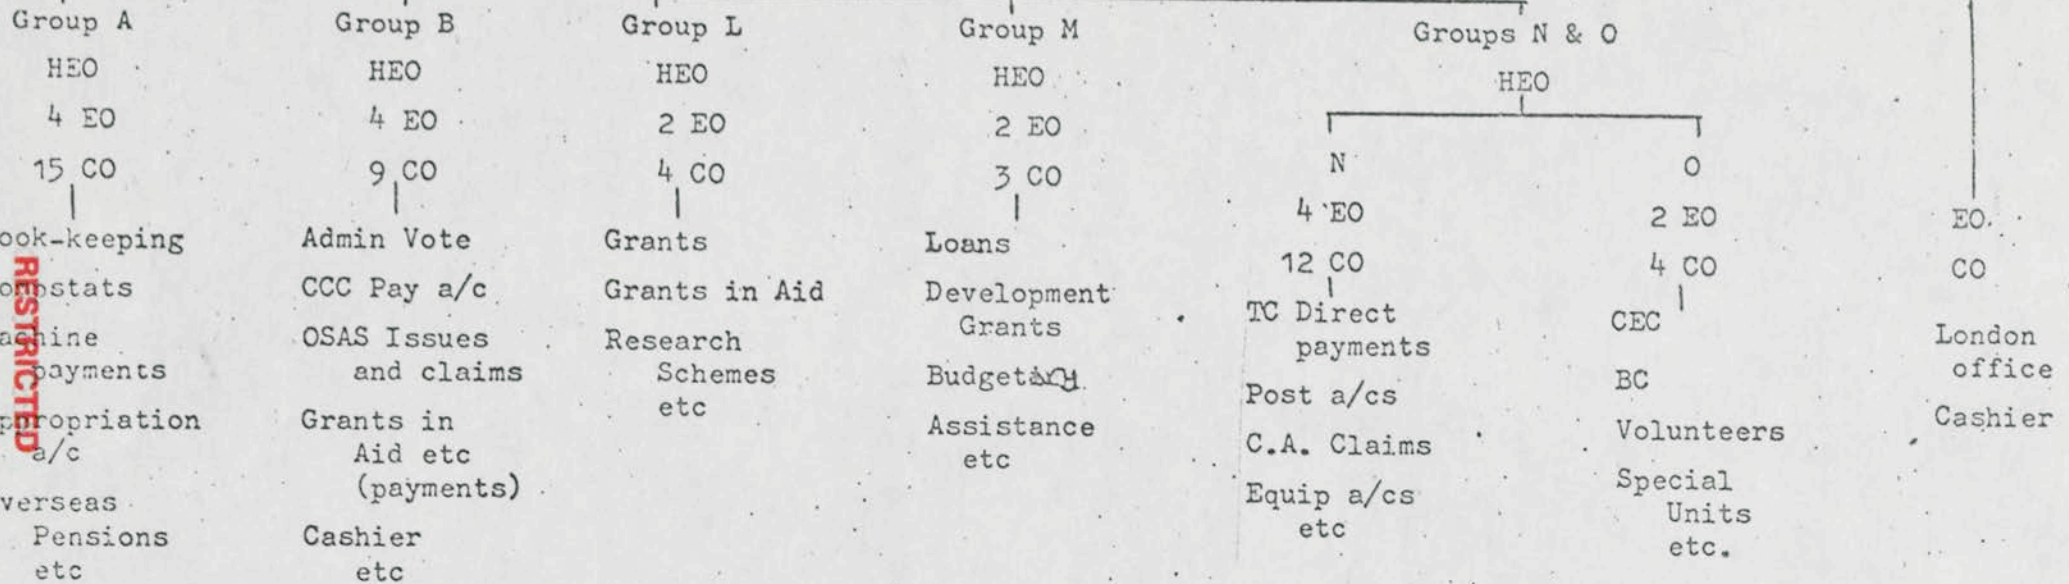 Group A
HEO
4 EO
15 CO
ook-keeping
stats
achine
payments
ppropriation
a/c
verseas
Pensions
etc
RESTRICTED
Group B
HEO
4 EO
9 CO
Admin Vote
CCC Pay a/c
OSAS Issues
and claims
Grants in
Aid etc
(payments)
Cashier
etc
Group L
HEO
2 EO
4 CO
Grants
Grants in Aid
Research
Schemes
etc
Group M
HEO
2 EO
3 CO
Loans
Development
Grants
Budgetary
Assistance
etc
Groups N & O
HEO
N
4 EO
12 CO
TC Direct
payments
Post a/cs
C.A. Claims
Equip a/cs
etc
O
2 EO
4 CO
CEC
BC
Volunteers
Special
Units
etc.
EO
CO
London
office
Cashier